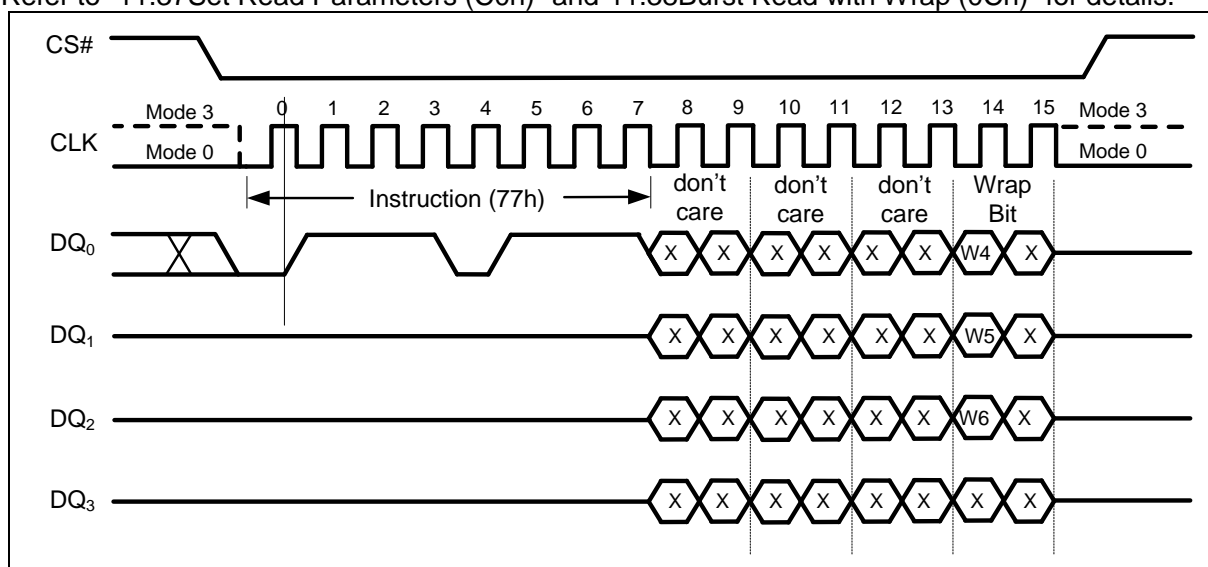 Refer to "11.37Set Read Parameters (C0h)" and"11.38Burst Read with Wrap (0Ch)" for details.
CS#
Mode 3 0 1 2 3 4 5 6 7 8 9 10 11 12 13 14 15 Mode 3
CLK
Mode 0 Mode 0
Instruction (77h)
don't care don't care don't care Wrap Bit
DQ0 X X X X X X W4 X
DQ1 X X X X X X W5 X
DQ2 X X X X X X W6 X
DQ3 X X X X X X X X